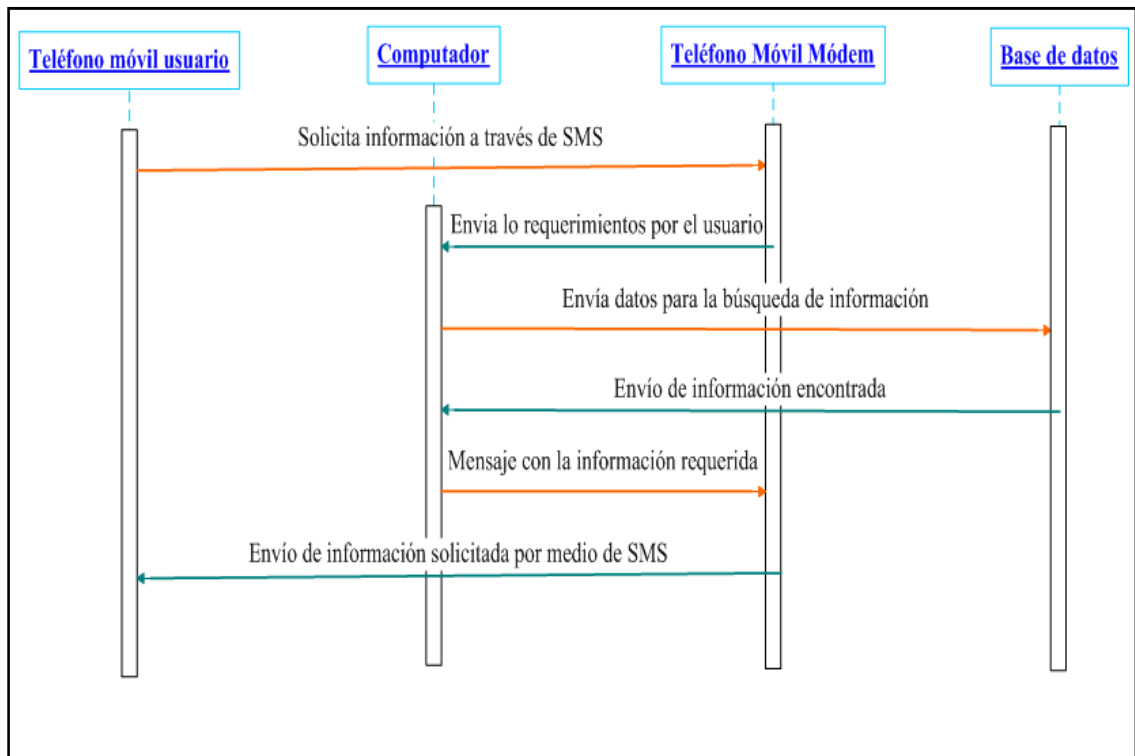 Teléfono móvil usuario
Computador
Teléfono Móvil Módem
Base de datos
Solicita información a través de SMS
Envia lo requerimientos por el usuario
Envía datos para la búsqueda de información
Envío de información encontrada
Mensaje con la información requerida
Envío de información solicitada por medio de SMS